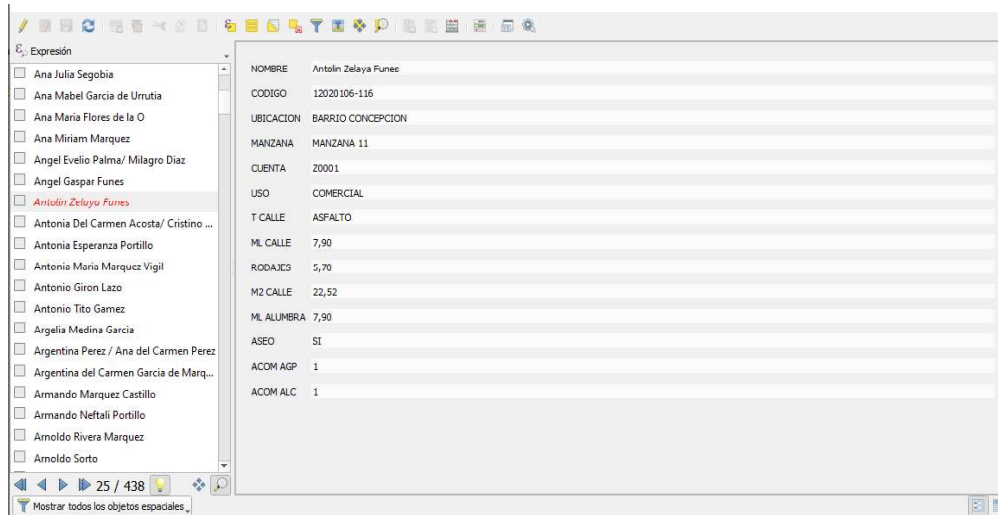 Expresión
Ana Julia Segobia
Ana Mabel Garcia de Urrutia
Ana Maria Flores de la O
Ana Miriam Marquez
Angel Evelio Palma/ Milagro Diaz
Angel Gaspar Funes
Antolin Zelaya Funes
Antonia Del Carmen Acosta/ Cristino ...
Antonia Esperanza Portillo
Antonia Maria Marquez Vigil
Antonio Giron Lazo
Antonio Tito Gamez
Argelia Medina Garcia
Argentina Perez / Ana del Carmen Perez
Argentina del Carmen Garcia de Marq...
Armando Marquez Castillo
Armando Neftali Portillo
Arnoldo Rivera Marquez
Arnoldo Sorto
25 / 438
Mostrar todos los objetos espaciales
NOMBRE Antolin Zelaya Funes
CODIGO 12020106-116
UBICACION BARRIO CONCEPCION
MANZANA MANZANA 11
CUENTA Z0001
USO COMERCIAL
T CALLE ASFALTO
ML CALLE 7,90
RODAJES 5,70
M2 CALLE 22,52
ML ALUMBRA 7,90
ASEO SI
ACOM AGP 1
ACOM ALC 1